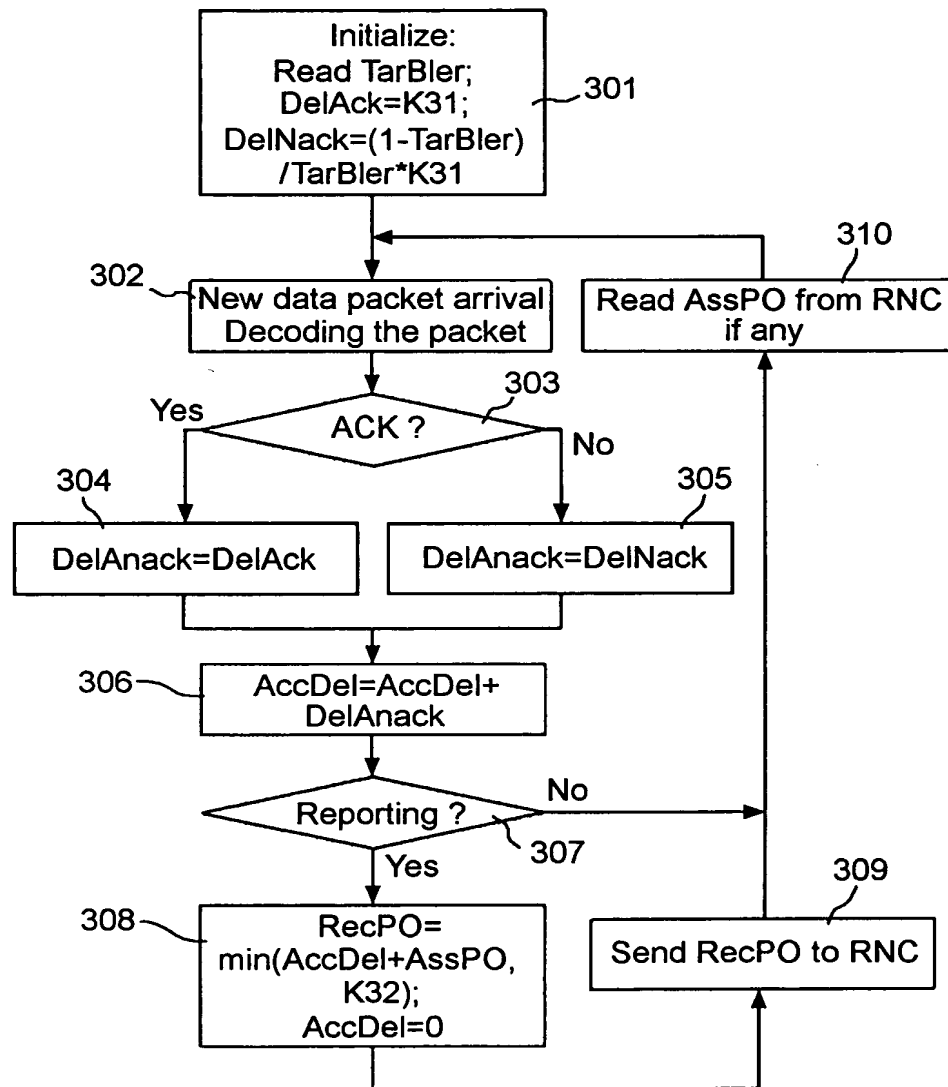 Initialize:
Read TarBler;
DelAck=K31;
DelNack=(1-TarBler)
/TarBler*K31
301
310
302
New data packet arrival
Decoding the packet
Read AssPO from RNC
if any
303
Yes
ACK ?
No
304
305
DelAnack=DelAck
DelAnack=DelNack
306
AccDel=AccDel+
DelAnack
No
Reporting ?
307
Yes
308
309
RecPO=
min(AccDel+AssPO,
K32);
AccDel=0
Send RecPO to RNC